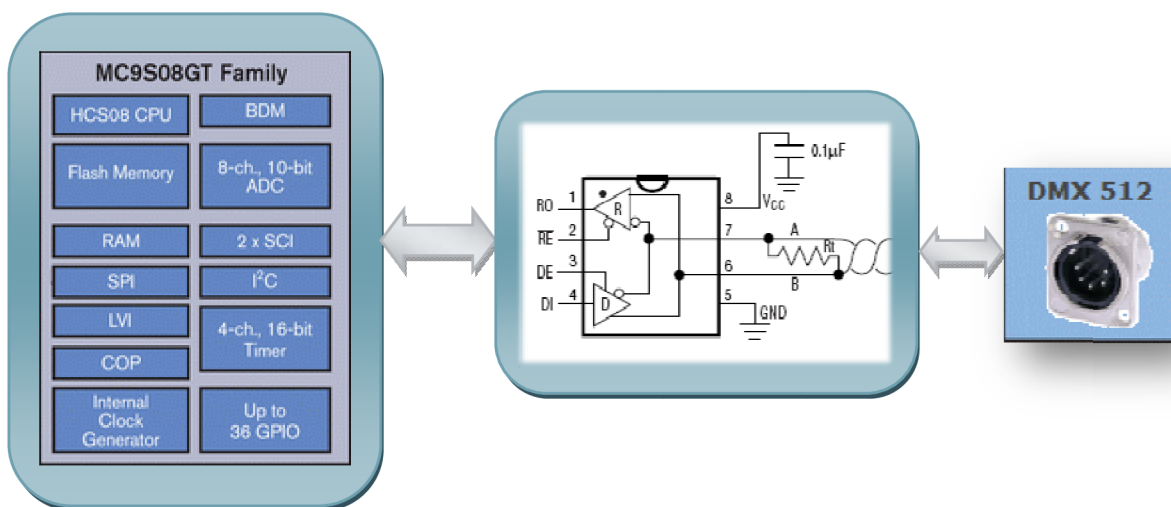 MC9S08GT Family
HCS08 CPU
BDM
Flash Memory
8-ch., 10-bit
ADC
RAM
2 x SCI
SPI
I²C
LVI
4-ch., 16-bit
Timer
COP
Internal
Clock
Generator
Up to
36 GPIO
0.1µF
RO 1
R
8 VCC
RE 2
7 A
Rt
DE 3
6 B
DI 4
D
5 GND
DMX 512